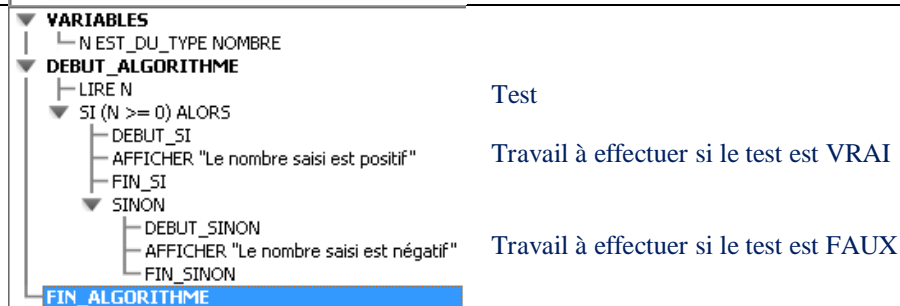 VARIABLES
N EST_DU_TYPE NOMBRE
DEBUT_ALGORITHME
LIRE N
Test
SI (N >= 0) ALORS
DEBUT_SI
AFFICHER "Le nombre saisi est positif"
Travail à effectuer si le test est VRAI
FIN_SI
SINON
DEBUT_SINON
AFFICHER "Le nombre saisi est négatif"
Travail à effectuer si le test est FAUX
FIN_SINON
FIN_ALGORITHME